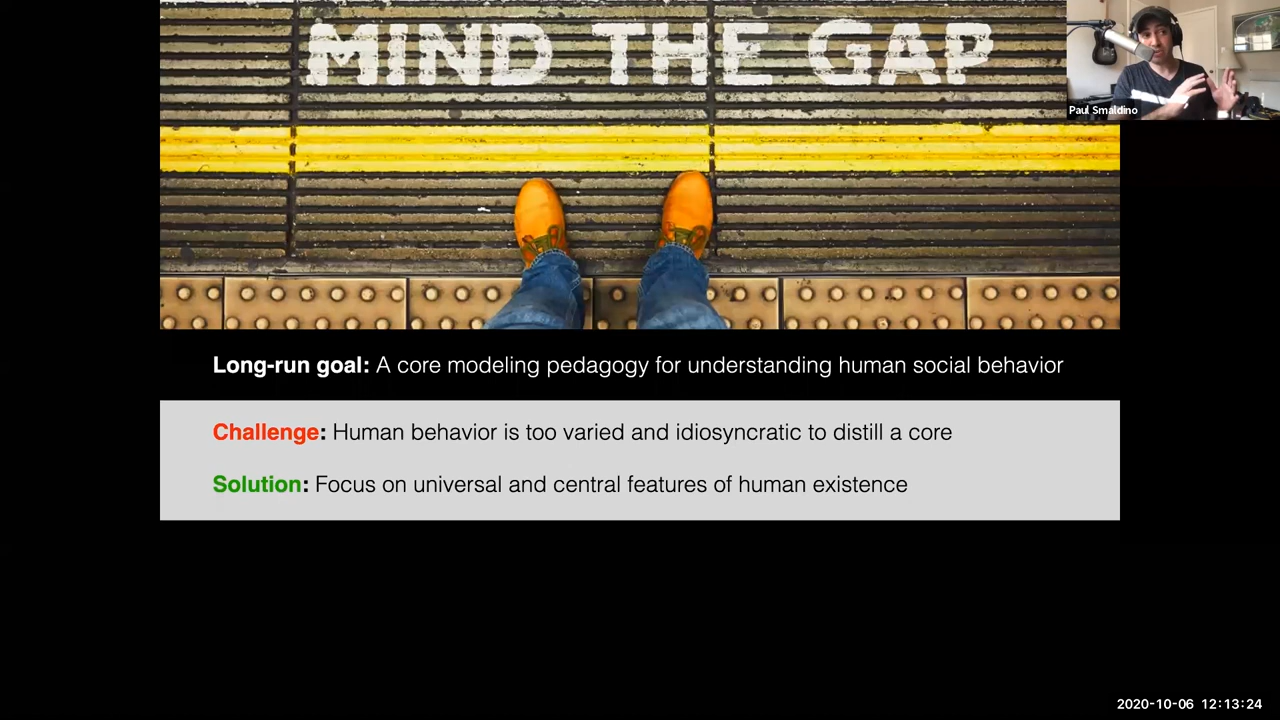 MIND THE GAP
Paul Smaldino
Long-run goal: A core modeling pedagogy for understanding human social behavior
Challenge: Human behavior is too varied and idiosyncratic to distill a core
Solution: Focus on universal and central features of human existence
2020-10-06 12:13:24